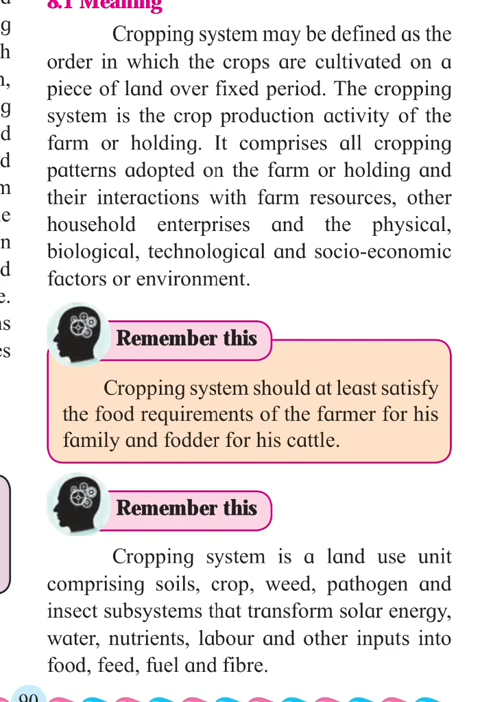 8.1 Meaning
Cropping system may be defined as the
order in which the crops are cultivated on a
piece of land over fixed period. The cropping
system is the crop production activity of the
farm or holding. It comprises all cropping
patterns adopted on the farm or holding and
their interactions with farm resources, other
household enterprises and the physical,
biological, technological and socio-economic
factors or environment.
Remember this
Cropping system should at least satisfy
the food requirements of the farmer for his
family and fodder for his cattle.
Remember this
Cropping system is a land use unit
comprising soils, crop, weed, pathogen and
insect subsystems that transform solar energy,
water, nutrients, labour and other inputs into
food, feed, fuel and fibre.
90